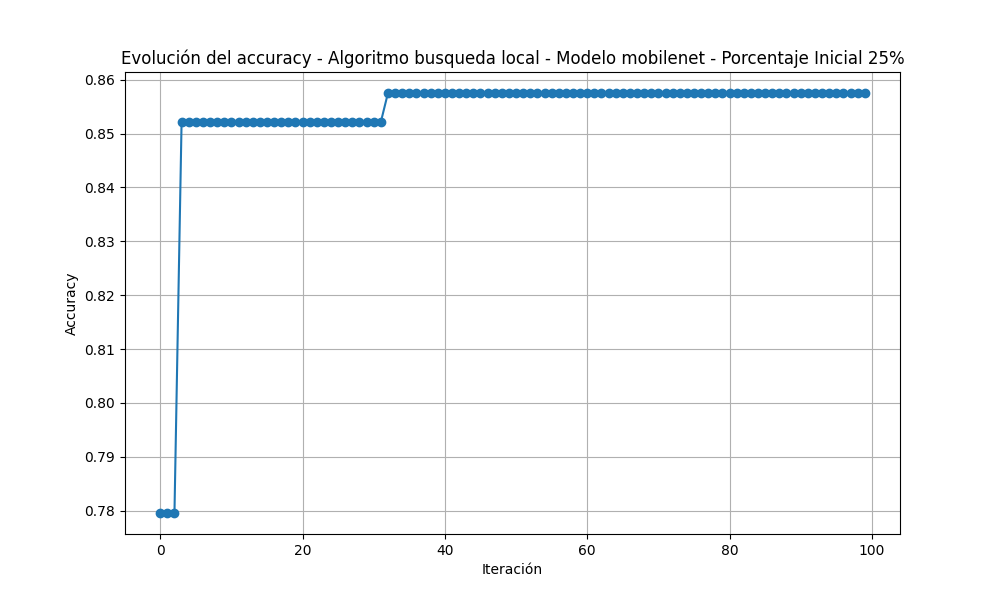 Evolución del accuracy - Algoritmo busqueda local - Modelo mobilenet - Porcentaje Inicial 25%
0.86
0.85
0.84
0.83
0.82
0.81
0.80
0.79
0.78
Accuracy
0 20 40 60 80 100
Iteración